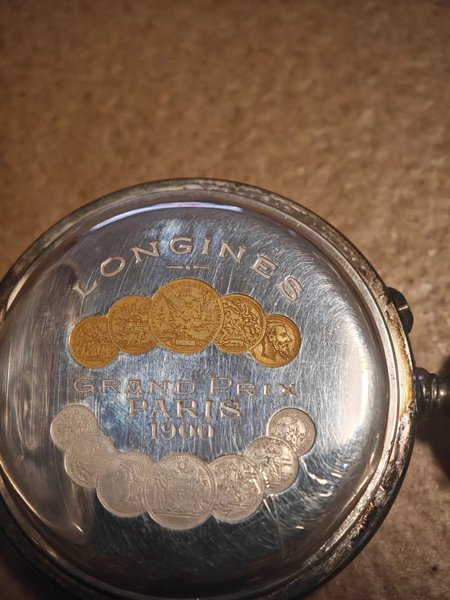 LONGINES
GRAND PRIX
PARIS
1900